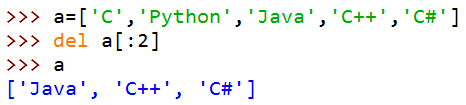 >>> a=['C','Python','Java','C++','C#']
>>> del a[:2]
>>> a
['Java', 'C++', 'C#']